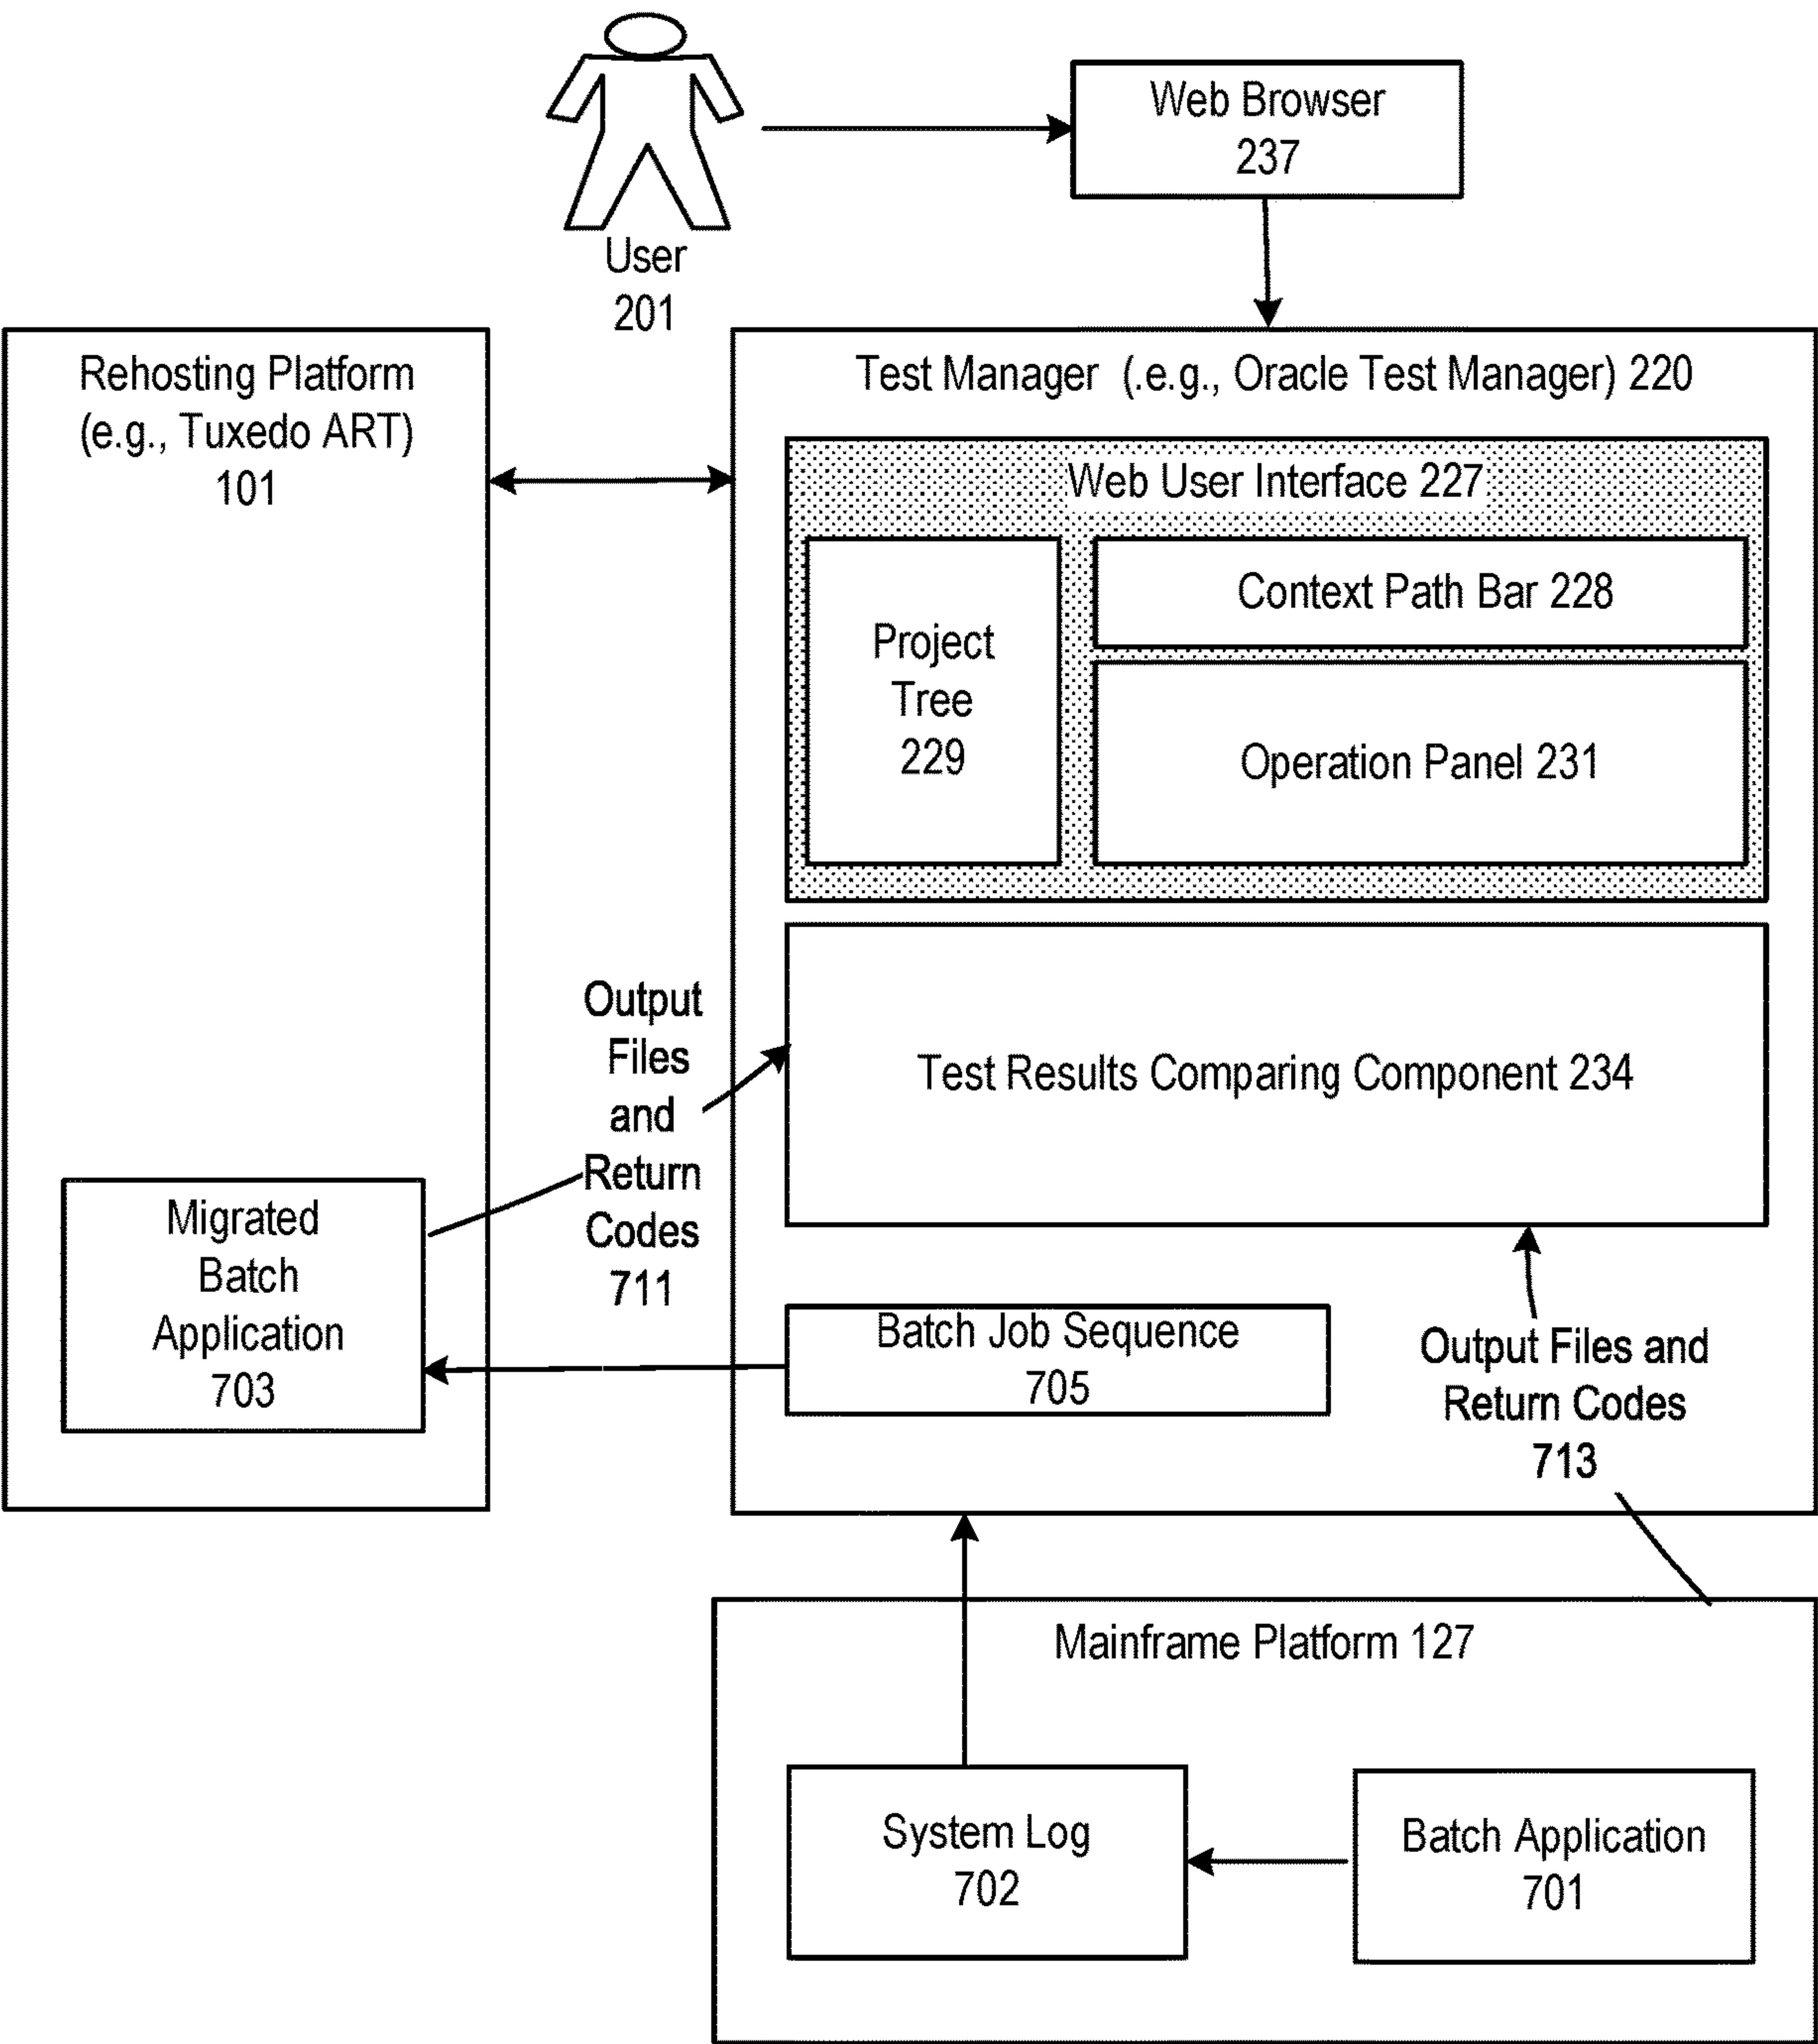 Web Browser
237
User
201
Rehosting Platform
(e.g., Tuxedo ART)
101
Test Manager (.e.g., Oracle Test Manager) 220
Web User Interface 227
Project
Tree
229
Context Path Bar 228
Operation Panel 231
Output
Files
and
Return
Codes
711
Test Results Comparing Component 234
Migrated
Batch
Application
703
Batch Job Sequence
705
Output Files and
Return Codes
713
Mainframe Platform 127
System Log
702
Batch Application
701